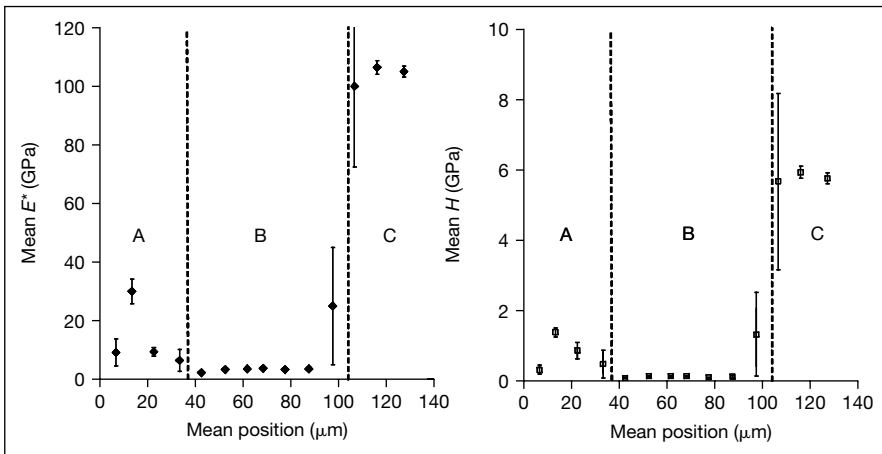 120
100
80
60
40
20
0
Mean E* (GPa)
A
B
C
0 20 40 60 80 100 120 140
Mean position (μm)
10
8
6
4
2
0
Mean H (GPa)
A
B
C
0 20 40 60 80 100 120 140
Mean position (μm)